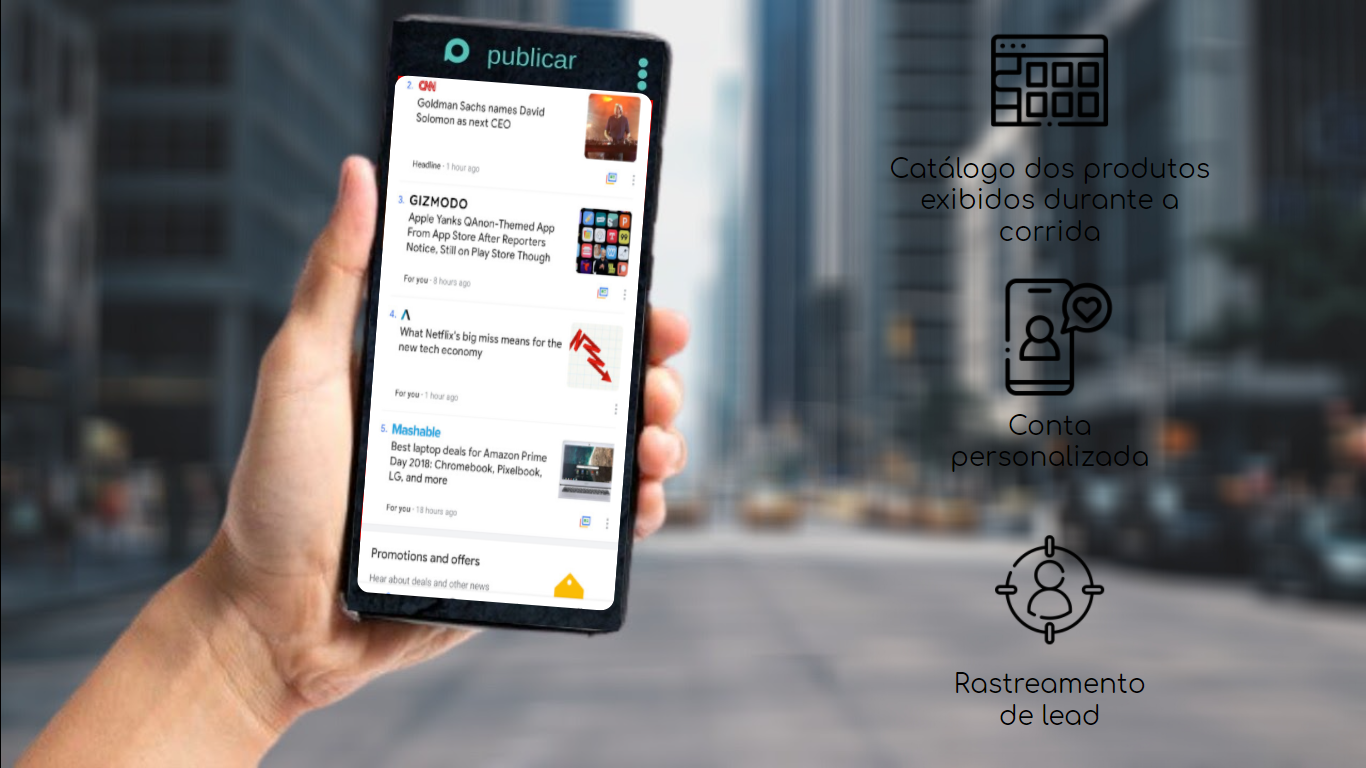 publicar
2. CNN
Goldman Sachs names David
Solomon as next CEO
Headline · 1 hour ago
3. GIZMODO
Apple Yanks QAnon-Themed App
From App Store After Reporters
Notice, Still on Play Store Though
For you · 8 hours ago
4.
What Netflix's big miss means for the
new tech economy
For you · 1 hour ago
5. Mashable
Best laptop deals for Amazon Prime
Day 2018: Chromebook, Pixelbook,
LG, and more
For you · 18 hours ago
Promotions and offers
Hear about deals and other news
Catálogo dos produtos
exibidos durante a
corrida
Conta
personalizada
Rastreamento
de lead